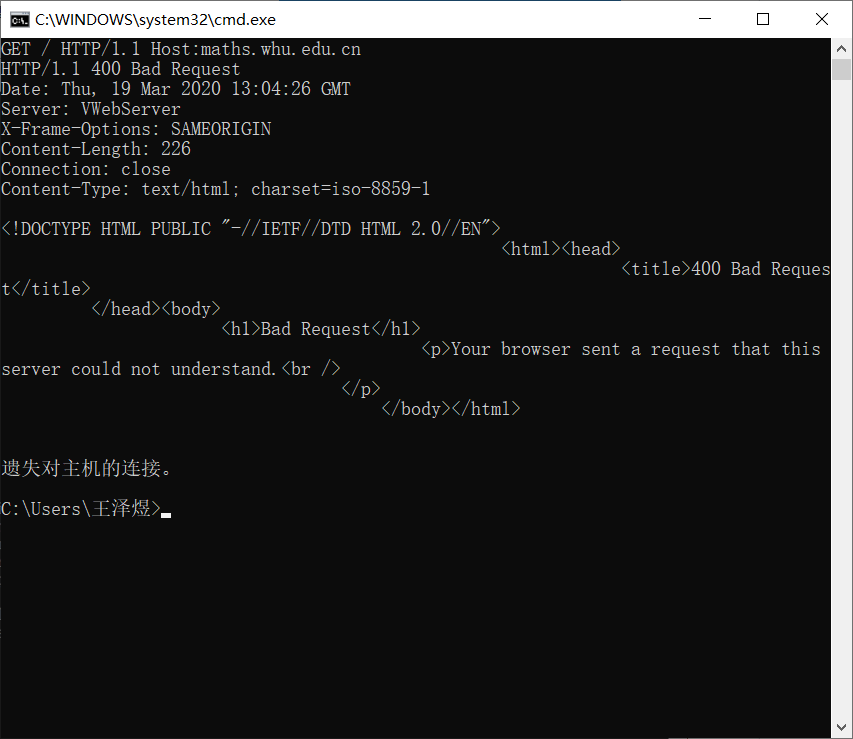 C:\WINDOWS\system32\cmd.exe
GET / HTTP/1.1 Host:maths.whu.edu.cn
HTTP/1.1 400 Bad Request
Date: Thu, 19 Mar 2020 13:04:26 GMT
Server: VWebServer
X-Frame-Options: SAMEORIGIN
Content-Length: 226
Connection: close
Content-Type: text/html; charset=iso-8859-1
<!DOCTYPE HTML PUBLIC "-//IETF//DTD HTML 2.0//EN">
<html><head>
<title>400 Bad Reques
t</title>
</head><body>
<h1>Bad Request</h1>
<p>Your browser sent a request that this
server could not understand.<br />
</p>
</body></html>
遗失对主机的连接。
C:\Users\王泽煜>